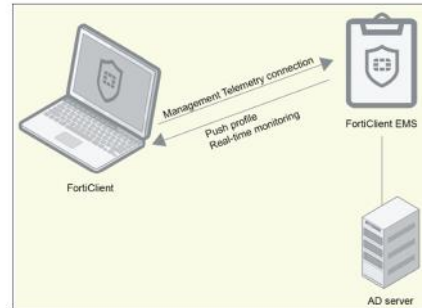 Management Telemetry connection
Push profile
Real-time monitoring
FortiClient EMS
FortiClient
AD server